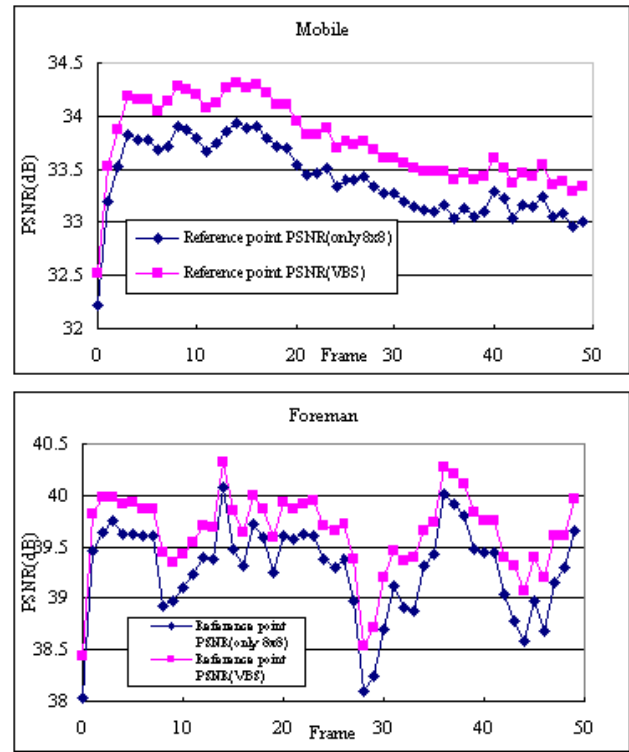 Mobile
34.5
34
33.5
33
32.5
32
PSNR(dB)
Reference point PSNR(only 8x8)
Reference point PSNR(VBS)
0
10
20
30
40
50
Frame
Foreman
40.5
40
39.5
39
38.5
38
PSNR(dB)
Reference point
PSNR(only 8x8)
Reference point
PSNR(VBS)
0
10
20
30
40
50
Frame